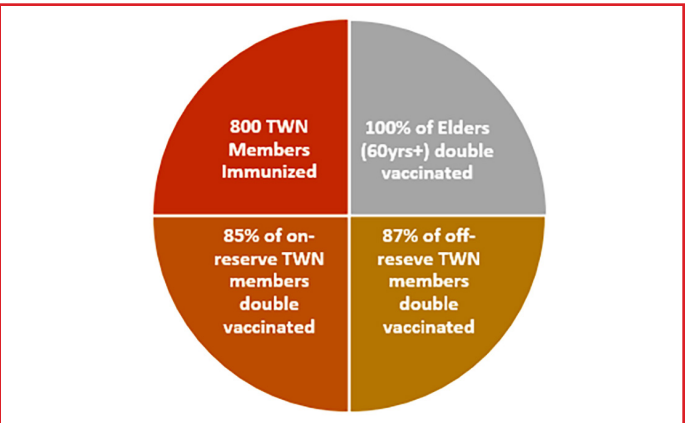 800 TWN
Members
Immunized
100% of Elders
(60yrs+) double
vaccinated
85% of on-
reserve TWN
members
double
vaccinated
87% of off-
reseve TWN
members
double
vaccinated